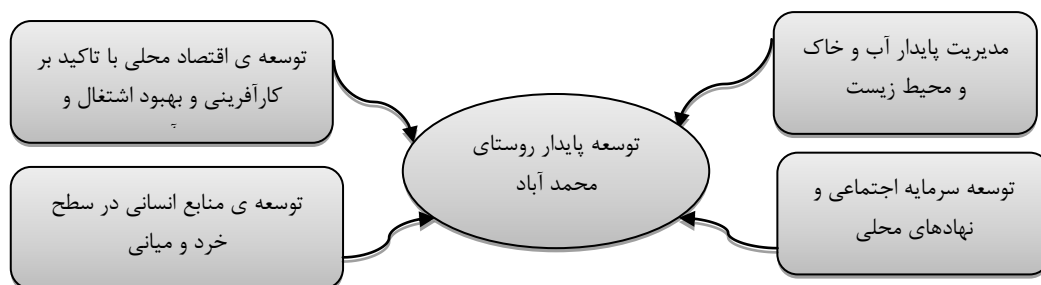 مدیریت پایدار آب و خاک
و محیط زیست
توسعه ی اقتصاد محلی با تاکید بر
کارآفرینی و بهبود اشتغال و
توسعه پایدار روستای
محمد آباد
توسعه سرمایه اجتماعی و
نهادهای محلی
توسعه ی منابع انسانی در سطح
خرد و میانی